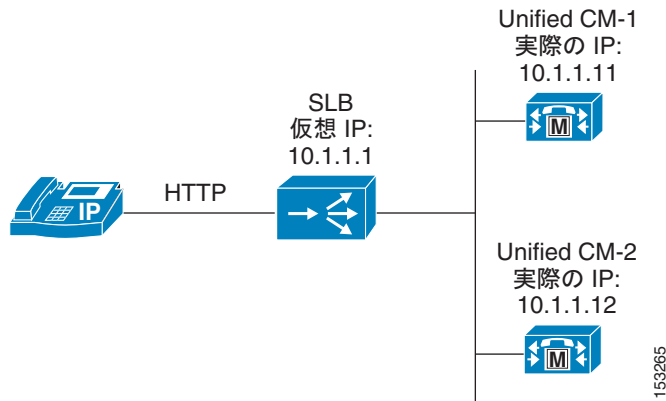 Unified CM-1
実際の IP:
10.1.1.11
SLB
仮想 IP:
10.1.1.1
HTTP
IP
M
Unified CM-2
実際の IP:
10.1.1.12
M
153265